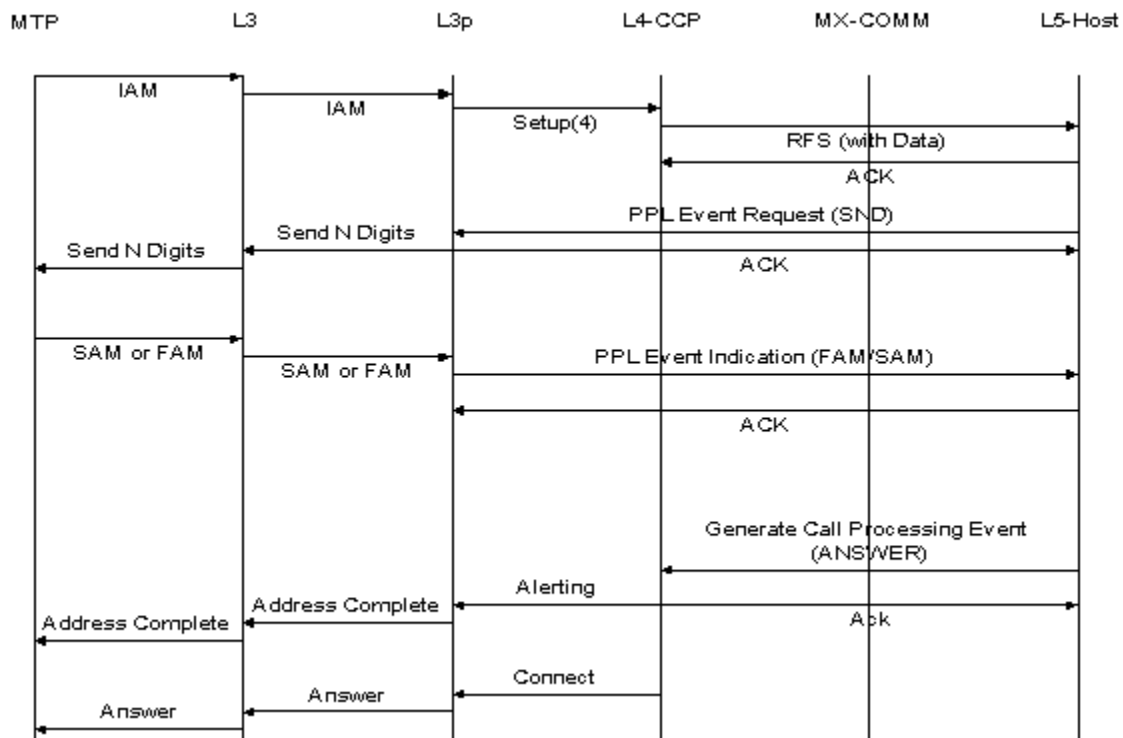 MTP
L3
L3p
L4-CCP
MX-COMM
L5-Host
IAM
IAM
Setup(4)
RFS (with Data)
ACK
PPL Event Request (SND)
Send N Digits
Send N Digits
ACK
SAM or FAM
SAM or FAM
PPL Event Indication (FAM/SAM)
ACK
Generate Call Processing Event
(ANSWER)
Alerting
Address Complete
Ack
Address Complete
Connect
Answer
Answer